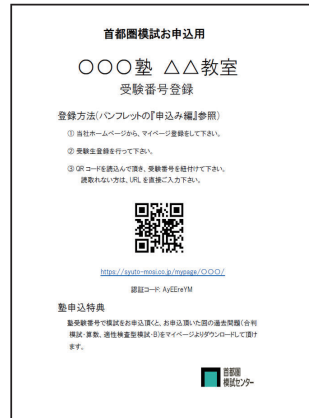 首都圏模試お申込用
〇〇〇塾 △△教室
受験番号登録
登録方法(パンフレットの『申込み編』参照)
① 当社ホームページから、マイページ登録をして下さい。
② 受験生登録を行って下さい。
③ QRコードを読込んで頂き、受験番号を紐付けて下さい。
読取れない方は、URLを直接ご入力下さい。
https://syuto-mosi.co.jp/mypage/〇〇〇/
認証コード: AyEEreYM
塾申込特典
塾受験番号で模試をお申込頂くと、お申込頂いた回の過去問題(合判
模試・算数、適性検査型模試・B)をマイページよりダウンロードして頂け
ます。
首都圏
模試センター